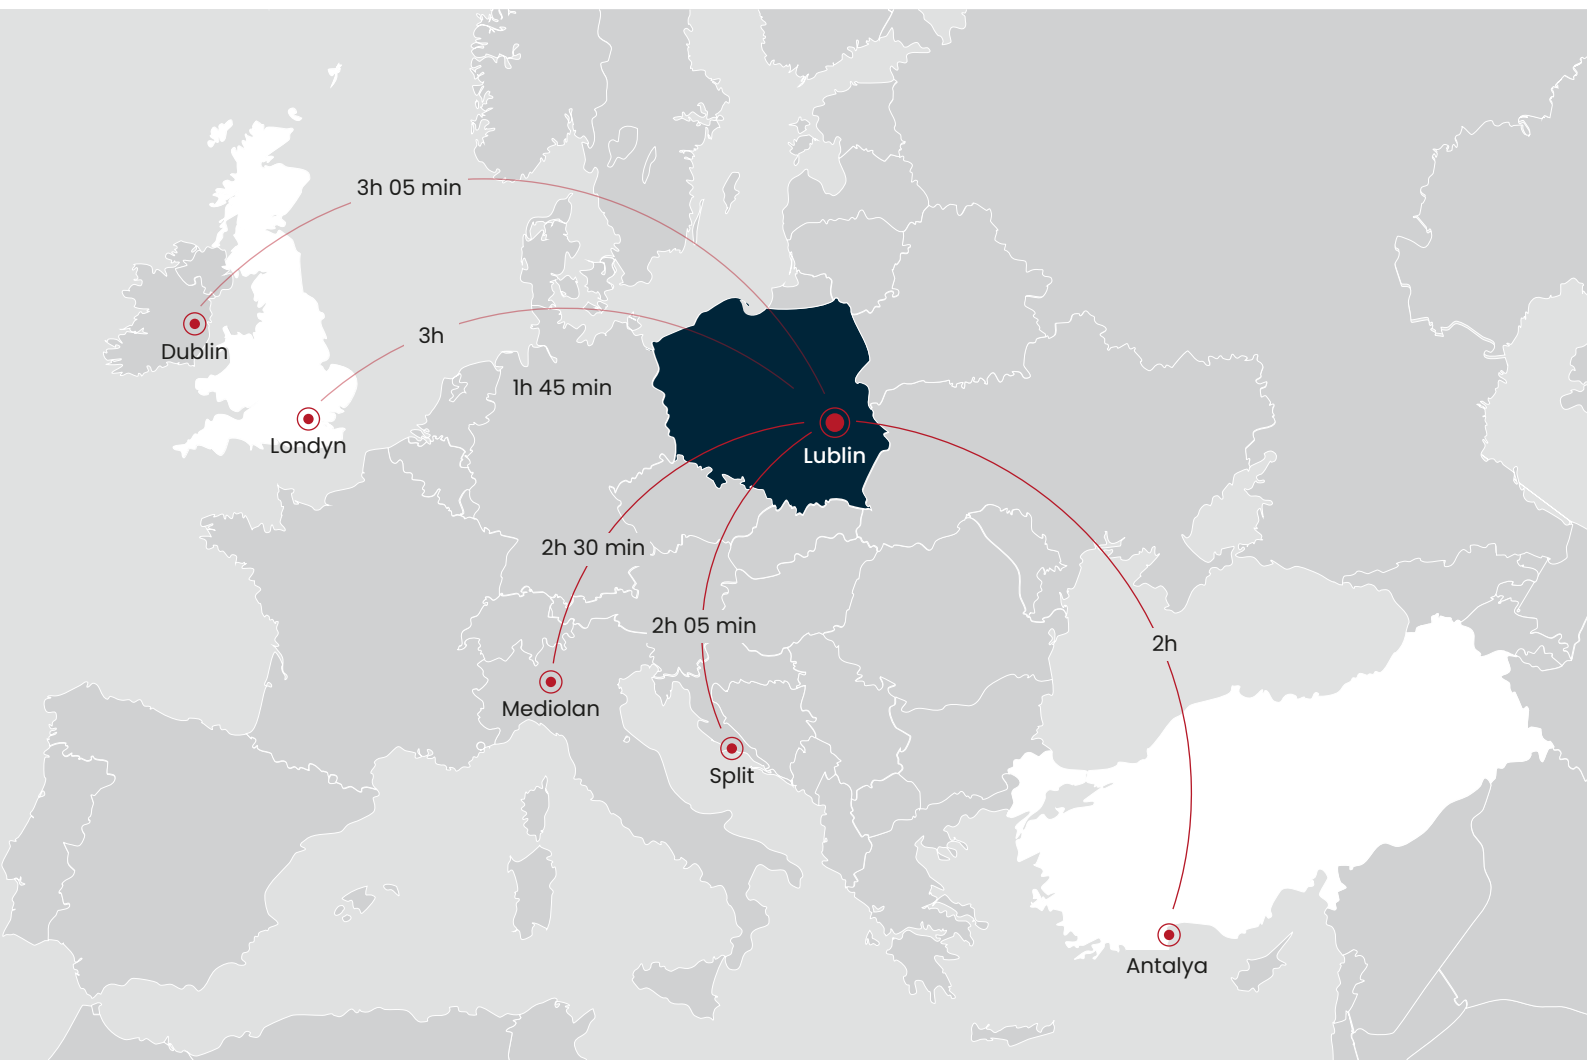 3h 05 min
Dublin
3h
1h 45 min
Londyn
Lublin
2h 30 min
2h 05 min
2h
Mediolan
Split
Antalya